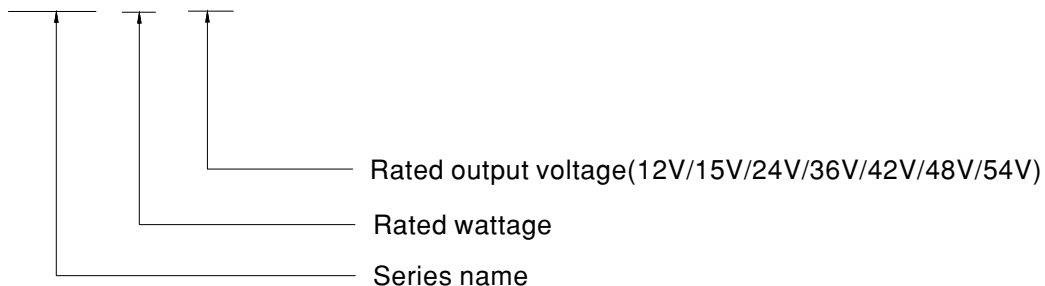 Rated output voltage(12V/15V/24V/36V/42V/48V/54V)
Rated wattage
Series name